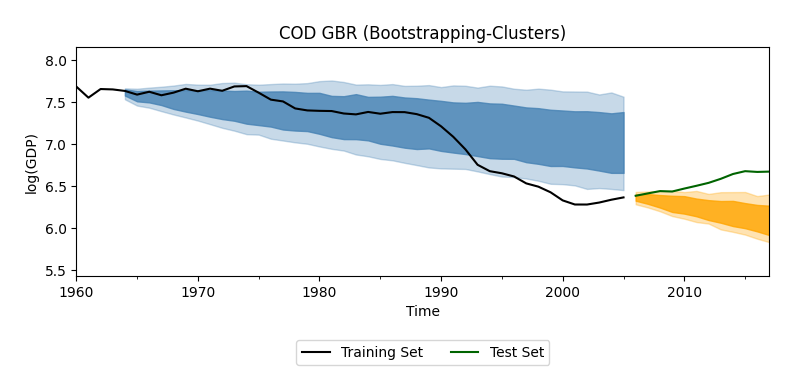 COD GBR (Bootstrapping-Clusters)
log(GDP)
8.0
7.5
7.0
6.5
6.0
5.5
1960 1970 1980 1990 2000 2010
Time
Training Set Test Set